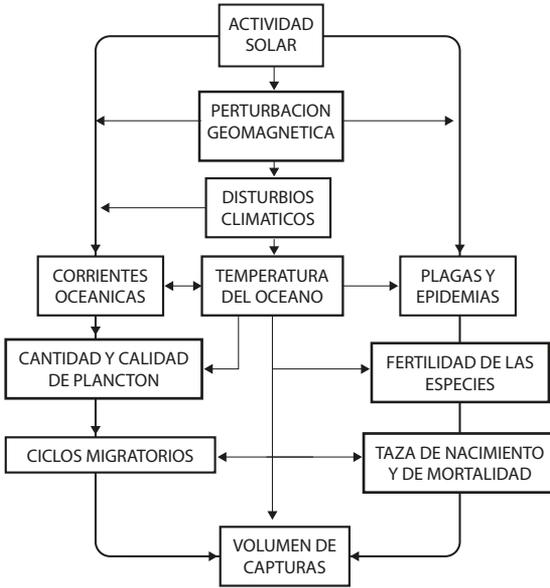 ACTIVIDAD
SOLAR
PERTURBACION
GEOMAGNETICA
DISTURBIOS
CLIMATICOS
CORRIENTES
OCEANICAS
TEMPERATURA
DEL OCEANO
PLAGAS Y
EPIDEMIAS
CANTIDAD Y CALIDAD
DE PLANCTON
FERTILIDAD DE LAS
ESPECIES
CICLOS MIGRATORIOS
TAZA DE NACIMIENTO
Y DE MORTALIDAD
VOLUMEN DE
CAPTURAS